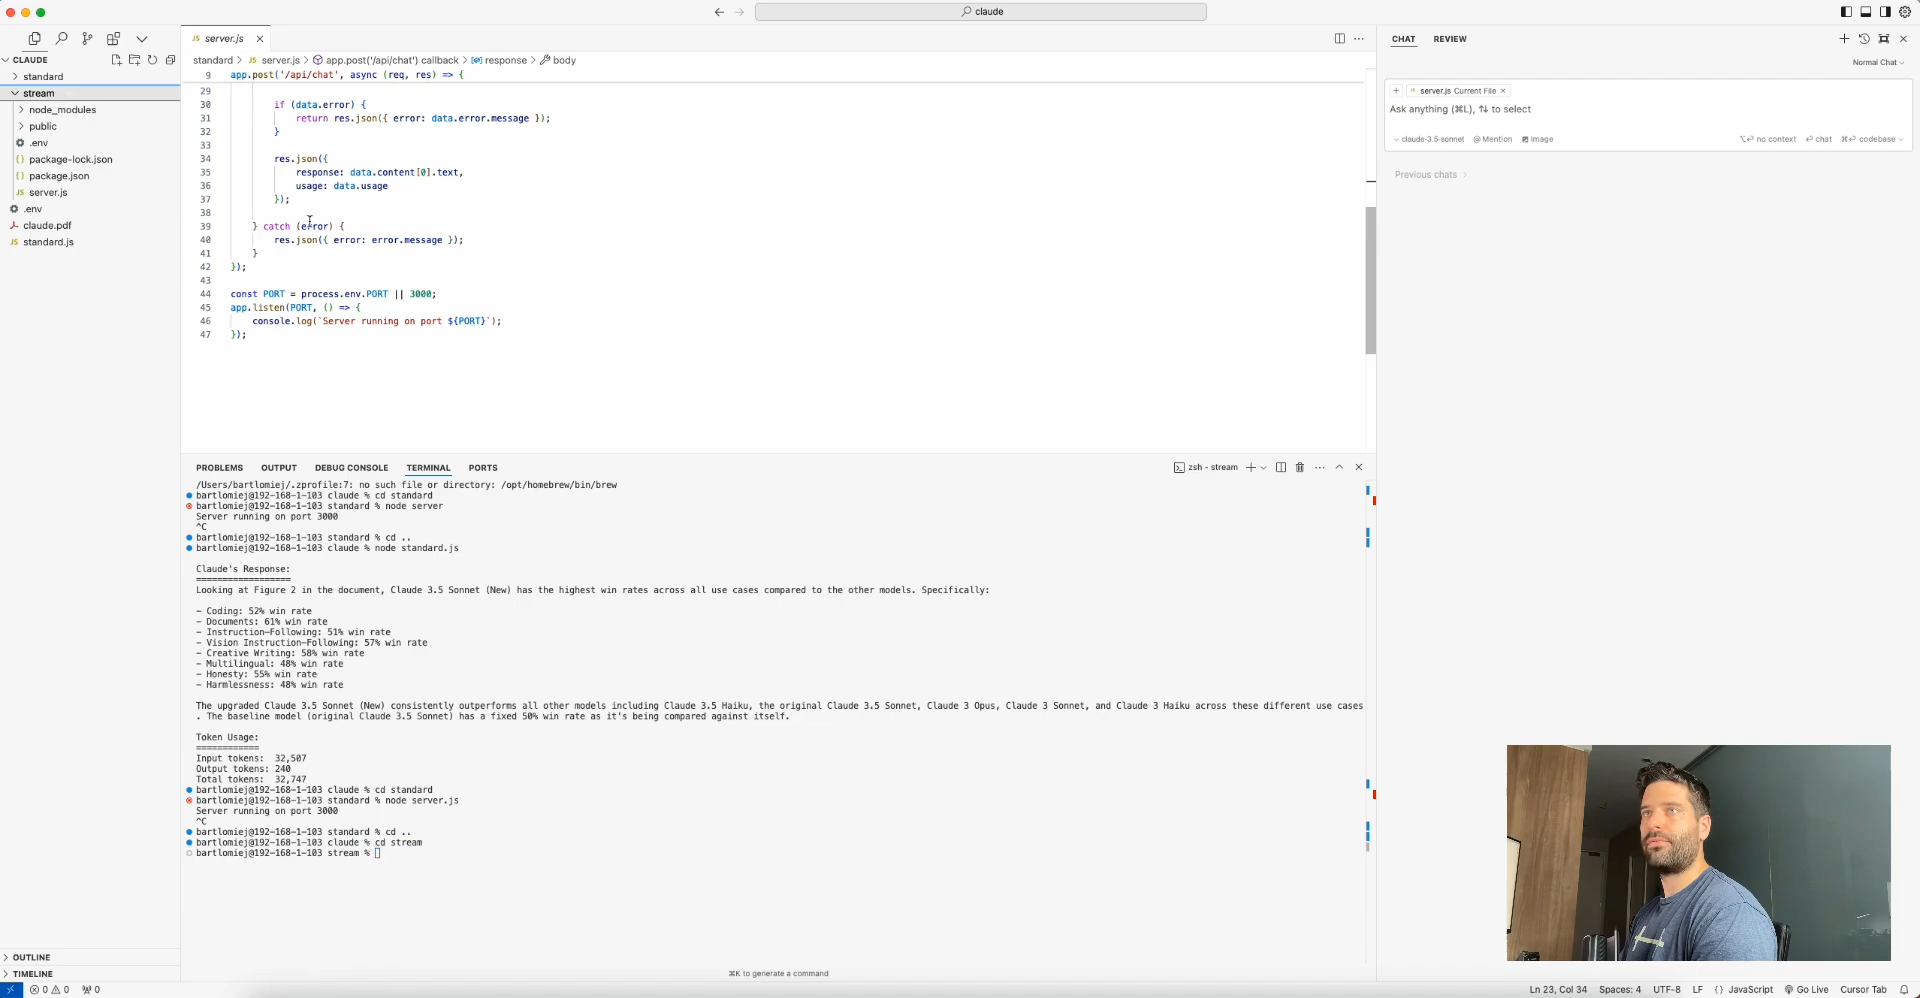 claude
server.js
CHAT
REVIEW
CLAUDE
standard > JS server.js > app.post('/api/chat') callback > response > body
Normal Chat
standard
9 app.post('/api/chat', async (req, res) => {
stream
node_modules
public
.env
package-lock.json
package.json
JS server.js
.env
claude.pdf
JS standard.js
29
30 if (data.error) {
31 return res.json({ error: data.error.message });
32 }
33
34 res.json({
35 response: data.content[0].text,
36 usage: data.usage
37 });
38
39 } catch (error) {
40 res.json({ error: error.message });
41 }
42 });
43
44 const PORT = process.env.PORT || 3000;
45 app.listen(PORT, () => {
46 console.log(`Server running on port ${PORT}`);
47 });
+ JS server.js Current File ×
Ask anything (⌘L), ⇅ to select
claude-3.5-sonnet @ Mention Image
no context chat codebase
Previous chats >
PROBLEMS OUTPUT DEBUG CONSOLE TERMINAL PORTS
zsh - stream
/Users/bartlomiej/.zprofile:7: no such file or directory: /opt/homebrew/bin/brew
bartlomiej@192-168-1-103 claude % cd standard
bartlomiej@192-168-1-103 standard % node server
Server running on port 3000
^C
bartlomiej@192-168-1-103 standard % cd ..
bartlomiej@192-168-1-103 claude % node standard.js
Claude's Response:
==================
Looking at Figure 2 in the document, Claude 3.5 Sonnet (New) has the highest win rates across all use cases compared to the other models. Specifically:
- Coding: 52% win rate
- Documents: 61% win rate
- Instruction-Following: 51% win rate
- Vision Instruction-Following: 57% win rate
- Creative Writing: 58% win rate
- Multilingual: 48% win rate
- Honesty: 55% win rate
- Harmlessness: 48% win rate
The upgraded Claude 3.5 Sonnet (New) consistently outperforms all other models including Claude 3.5 Haiku, the original Claude 3.5 Sonnet, Claude 3 Opus, Claude 3 Sonnet, and Claude 3 Haiku across these different use cases
. The baseline model (original Claude 3.5 Sonnet) has a fixed 50% win rate as it's being compared against itself.
Token Usage:
============
Input tokens: 32,507
Output tokens: 240
Total tokens: 32,747
bartlomiej@192-168-1-103 claude % cd standard
bartlomiej@192-168-1-103 standard % node server.js
Server running on port 3000
^C
bartlomiej@192-168-1-103 standard % cd ..
bartlomiej@192-168-1-103 claude % cd stream
bartlomiej@192-168-1-103 stream %
OUTLINE
TIMELINE
⌘K to generate a command
0 0 0
Ln 23, Col 34 Spaces: 4 UTF-8 LF {} JavaScript Go Live Cursor Tab